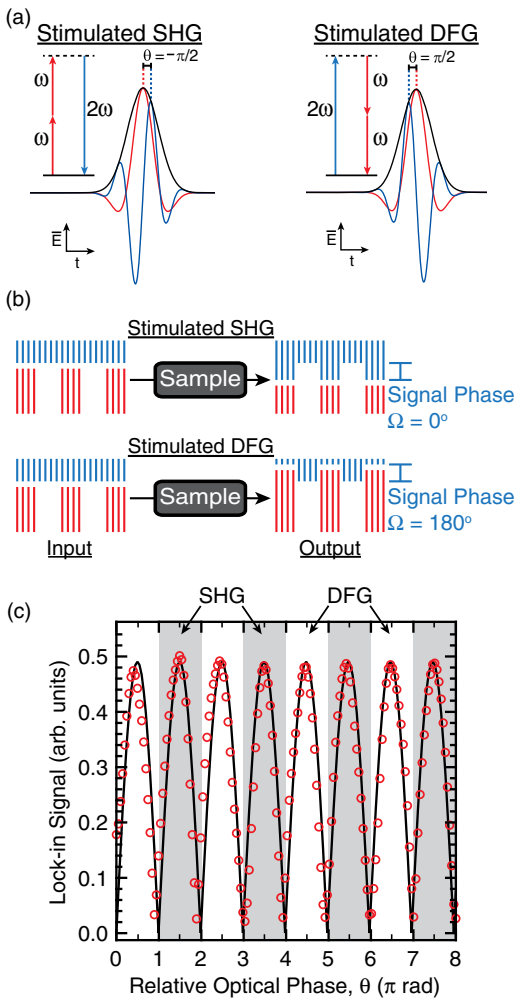 (a)
Stimulated SHG
Stimulated DFG
θ = −π/2
θ = π/2
ω
2ω
ω
2ω
ω
ω
E̅
t
E̅
t
(b)
Stimulated SHG
Sample
Signal Phase
Ω = 0°
Stimulated DFG
Sample
Signal Phase
Ω = 180°
Input
Output
(c)
SHG
DFG
Lock-in Signal (arb. units)
0.5
0.4
0.3
0.2
0.1
0.0
0 1 2 3 4 5 6 7 8
Relative Optical Phase, θ (π rad)